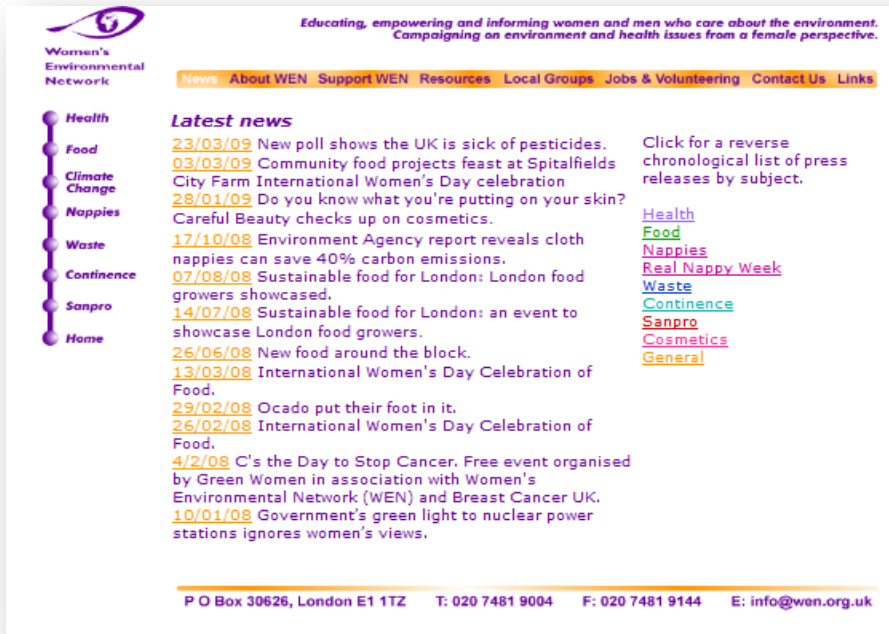 Educating, empowering and informing women and men who care about the environment.
Campaigning on environment and health issues from a female perspective.
Women's
Environmental
Network
News About WEN Support WEN Resources Local Groups Jobs & Volunteering Contact Us Links
Health
Food
Climate
Change
Nappies
Waste
Continence
Sanpro
Home
Latest news
23/03/09 New poll shows the UK is sick of pesticides.
03/03/09 Community food projects feast at Spitalfields
City Farm International Women's Day celebration
28/01/09 Do you know what you're putting on your skin?
Careful Beauty checks up on cosmetics.
17/10/08 Environment Agency report reveals cloth
nappies can save 40% carbon emissions.
07/08/08 Sustainable food for London: London food
growers showcased.
14/07/08 Sustainable food for London: an event to
showcase London food growers.
26/06/08 New food around the block.
13/03/08 International Women's Day Celebration of
Food.
29/02/08 Ocado put their foot in it.
26/02/08 International Women's Day Celebration of
Food.
4/2/08 C's the Day to Stop Cancer. Free event organised
by Green Women in association with Women's
Environmental Network (WEN) and Breast Cancer UK.
10/01/08 Government's green light to nuclear power
stations ignores women's views.
Click for a reverse
chronological list of press
releases by subject.
Health
Food
Nappies
Real Nappy Week
Waste
Continence
Sanpro
Cosmetics
General
P O Box 30626, London E1 1TZ T: 020 7481 9004 F: 020 7481 9144 E: info@wen.org.uk